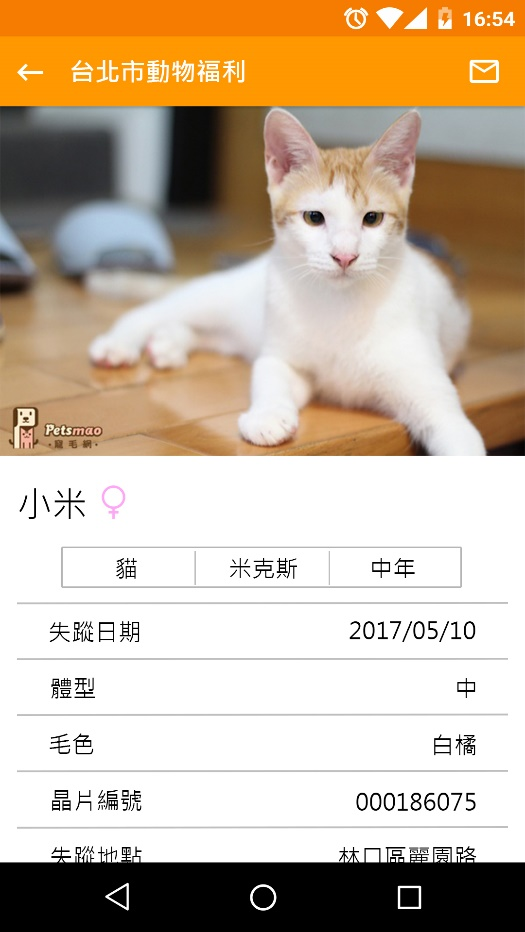 16:54
台北市動物福利
Petsmao
·寵毛網·
小米 ♀
貓 米克斯 中年
失蹤日期 2017/05/10
體型 中
毛色 白橘
晶片編號 000186075
失蹤地點 林口區麗園路